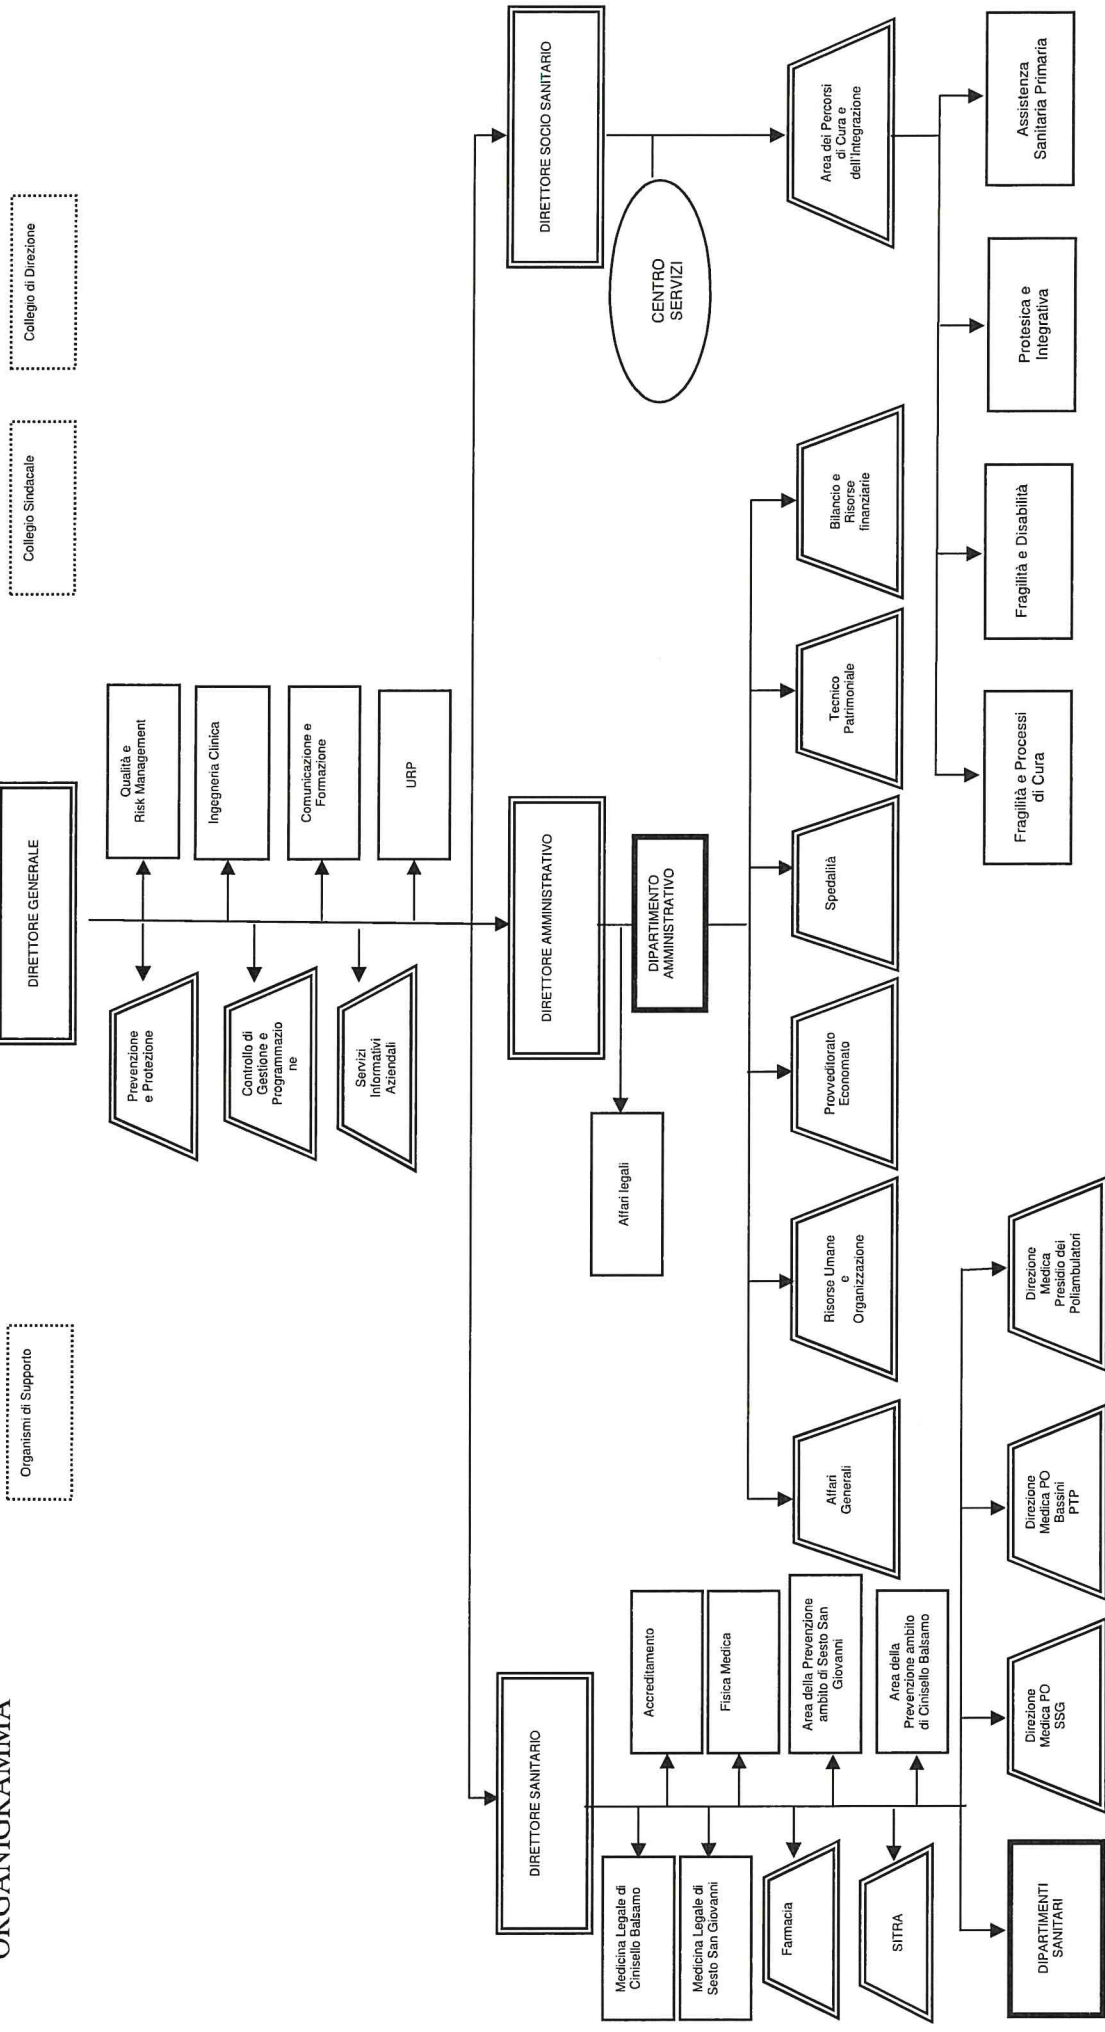 ORGANIGRAMMA
Organismi di Supporto
DIRETTORE GENERALE
Collegio Sindacale
Collegio di Direzione
Prevenzione
e Protezione
Qualità e
Risk Management
Controllo di
Gestione e
Programmazio
ne
Ingegneria Clinica
Servizi
Informativi
Aziendali
Comunicazione e
Formazione
URP
DIRETTORE SANITARIO
DIRETTORE AMMINISTRATIVO
DIRETTORE SOCIO SANITARIO
Medicina Legale di
Cinisello Balsamo
Accreditamento
Medicina Legale di
Sesto San Giovanni
Fisica Medica
Farmacia
Area della Prevenzione
ambito di Sesto San
Giovanni
SITRA
Area della
Prevenzione ambito
di Cinisello Balsamo
Affari legali
DIPARTIMENTO
AMMINISTRATIVO
CENTRO
SERVIZI
Affari
Generali
Risorse Umane
e
Organizzazione
Provveditorato
Economato
Spedalità
Tecnico
Patrimoniale
Bilancio e
Risorse
finanziarie
Area dei Percorsi
di Cura e
dell'Integrazione
DIPARTIMENTI
SANITARI
Direzione
Medica PO
SSG
Direzione
Medica PO
Bassini
PTP
Direzione
Medica
Presidio dei
Poliambulatori
Fragilità e Processi
di Cura
Fragilità e Disabilità
Protesica e
Integrativa
Assistenza
Sanitaria Primaria